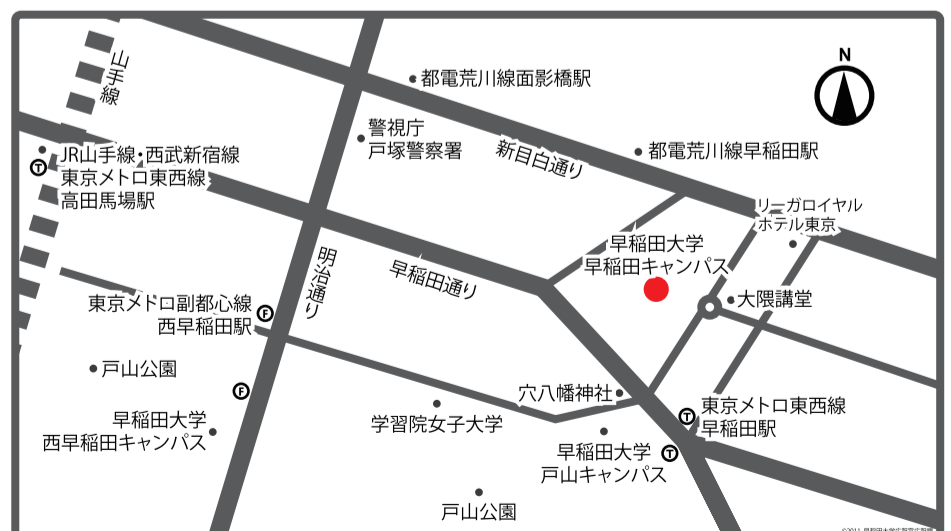 N
山手線
都電荒川線面影橋駅
警視庁
戸塚警察署
新目白通り
都電荒川線早稲田駅
JR山手線・西武新宿線
東京メトロ東西線
高田馬場駅
T
リーガロイヤル
ホテル東京
早稲田大学
早稲田キャンパス
明治通り
早稲田通り
大隈講堂
東京メトロ副都心線
西早稲田駅
F
戸山公園
F
穴八幡神社
東京メトロ東西線
早稲田駅
T
早稲田大学
西早稲田キャンパス
学習院女子大学
早稲田大学
戸山キャンパス
T
戸山公園